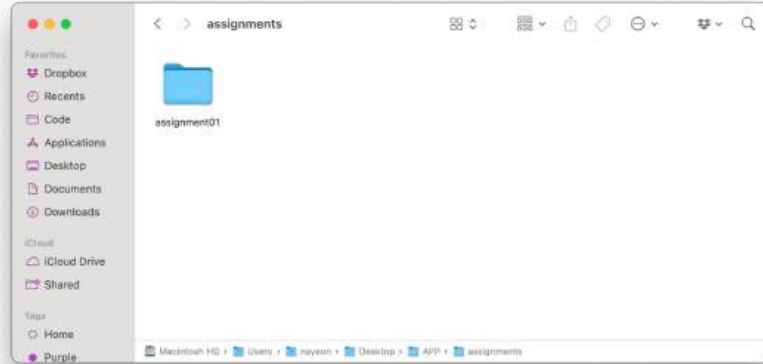 assignments
Favorites
Dropbox
Recents
Code
Applications
Desktop
Documents
Downloads
iCloud
iCloud Drive
Shared
Tags
Home
Purple
assignment01
Macintosh HD › Users › nayeon › Desktop › APP › assignments